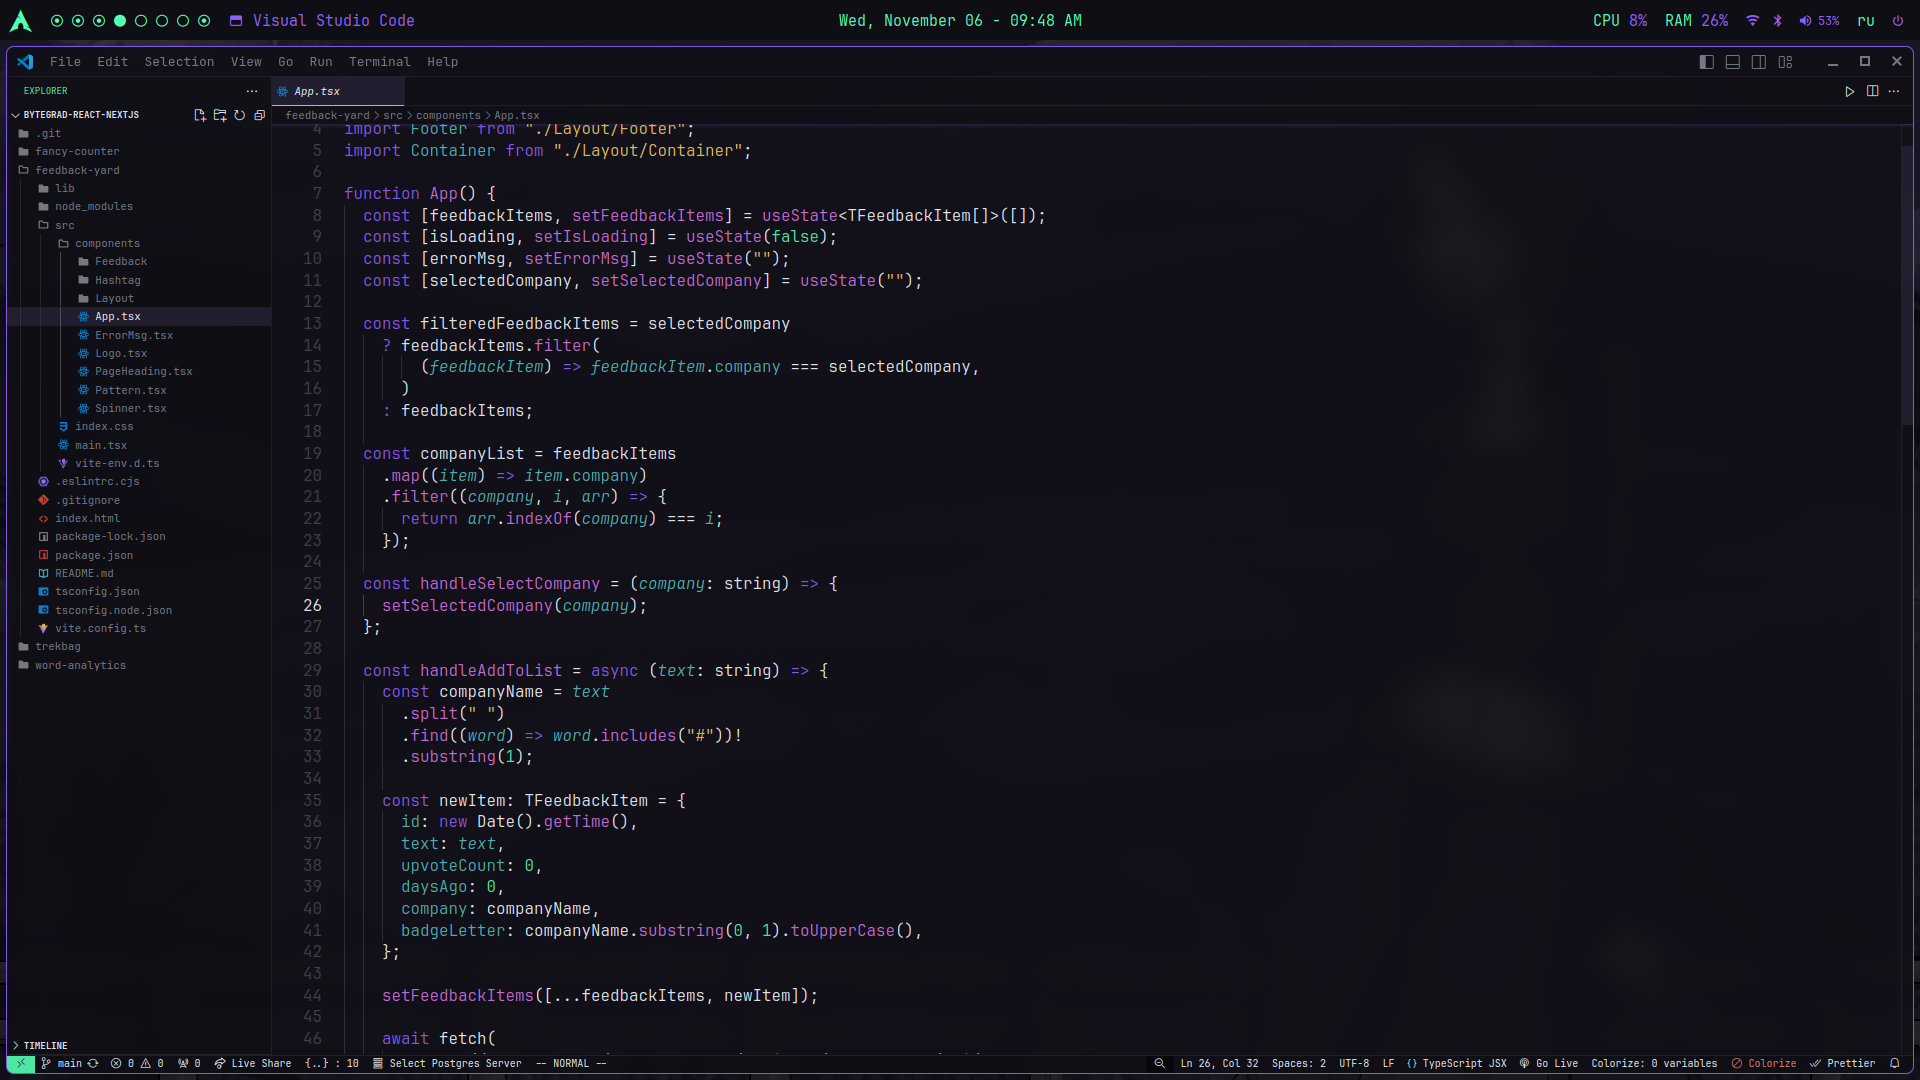 Visual Studio Code
Wed, November 06 - 09:48 AM
CPU 8% RAM 26% 53% ru
File Edit Selection View Go Run Terminal Help
EXPLORER
BYTEGRAD-REACT-NEXTJS
.git
fancy-counter
feedback-yard
lib
node_modules
src
components
Feedback
Hashtag
Layout
App.tsx
ErrorMsg.tsx
Logo.tsx
PageHeading.tsx
Pattern.tsx
Spinner.tsx
index.css
main.tsx
vite-env.d.ts
.eslintrc.cjs
.gitignore
index.html
package-lock.json
package.json
README.md
tsconfig.json
tsconfig.node.json
vite.config.ts
trekbag
word-analytics
TIMELINE
App.tsx
feedback-yard > src > components > App.tsx
4 import Footer from "./Layout/Footer";
5 import Container from "./Layout/Container";
6
7 function App() {
8 const [feedbackItems, setFeedbackItems] = useState<TFeedbackItem[]>([]);
9 const [isLoading, setIsLoading] = useState(false);
10 const [errorMsg, setErrorMsg] = useState("");
11 const [selectedCompany, setSelectedCompany] = useState("");
12
13 const filteredFeedbackItems = selectedCompany
14 ? feedbackItems.filter(
15 (feedbackItem) => feedbackItem.company === selectedCompany,
16 )
17 : feedbackItems;
18
19 const companyList = feedbackItems
20 .map((item) => item.company)
21 .filter((company, i, arr) => {
22 return arr.indexOf(company) === i;
23 });
24
25 const handleSelectCompany = (company: string) => {
26 setSelectedCompany(company);
27 };
28
29 const handleAddToList = async (text: string) => {
30 const companyName = text
31 .split(" ")
32 .find((word) => word.includes("#"))!
33 .substring(1);
34
35 const newItem: TFeedbackItem = {
36 id: new Date().getTime(),
37 text: text,
38 upvoteCount: 0,
39 daysAgo: 0,
40 company: companyName,
41 badgeLetter: companyName.substring(0, 1).toUpperCase(),
42 };
43
44 setFeedbackItems([...feedbackItems, newItem]);
45
46 await fetch(
main 0 0 0 Live Share {..} : 10 Select Postgres Server -- NORMAL --
Ln 26, Col 32 Spaces: 2 UTF-8 LF {} TypeScript JSX Go Live Colorize: 0 variables Colorize Prettier